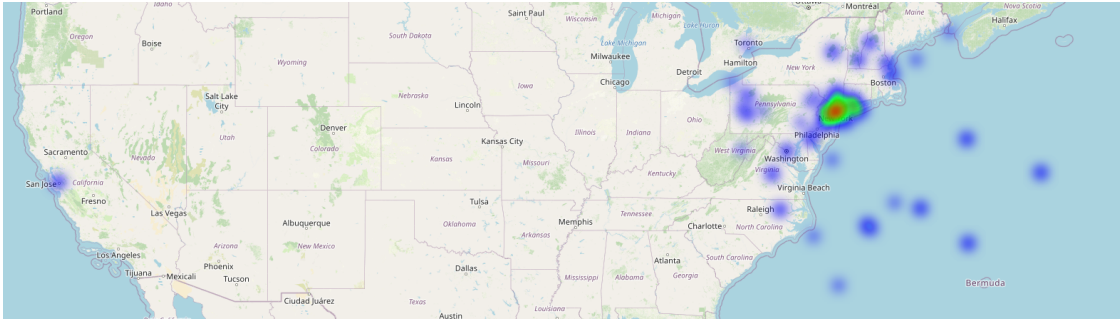 Portland
Idaho
Saint Paul
Wisconsin
Michigan
Lake Huron
Ottawa
Montréal
Maine
Nova Scotia
Halifax
Oregon
Boise
South Dakota
Lake Michigan
Toronto
Milwaukee
Hamilton
Wyoming
Detroit
New York
Boston
Chicago
Salt Lake
City
Nebraska
Iowa
Lincoln
Pennsylvania
Ohio
Utah
Denver
Nevada
Illinois
Indiana
Philadelphia
Sacramento
Colorado
Kansas City
West Virginia
Washington
Kansas
Missouri
Virginia
San Jose
California
Kentucky
Virginia Beach
Fresno
Tulsa
Las Vegas
Raleigh
Tennessee
Albuquerque
Oklahoma
Memphis
Charlotte
North Carolina
Arkansas
Arizona
New Mexico
Los Angeles
South Carolina
Atlanta
Phoenix
Dallas
Tijuana
Mexicali
Tucson
Mississippi
Alabama
Georgia
Bermuda
Ciudad Juárez
Texas
Louisiana
Austin